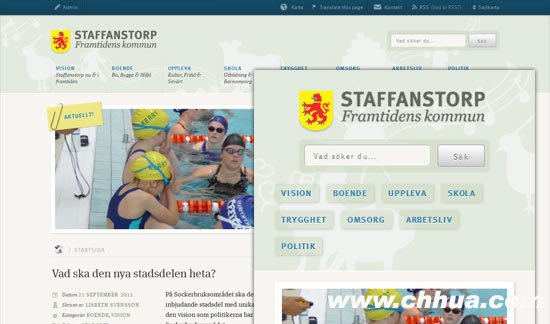 Admin
Karta
Translate this page
Kontakt
RSS (Vad är RSS?)
Sajtkarta
STAFFANSTORP
Framtidens kommun
Vad söker du...
Sök
VISION
Staffanstorp nu & i framtiden
BOENDE
Bo, Bygga & Miljö
UPPLEVA
Kultur, Fritid & Sevärt
SKOLA
Utbildning & Barnomsorg
TRYGGHET
OMSORG
ARBETSLIV
POLITIK
AKTUELLT!
KERRY
STARTSIDA
Vad ska den nya stadsdelen heta?
Datum 21 SEPTEMBER 2011
Skrivet av LISBETH SVENSSON
Kategorier BOENDE, VISION
På Sockerbruksområdet ska de
inbjudande stadsdel med unika
den vision som politikerna har
STAFFANSTORP
Framtidens kommun
Vad söker du...
Sök
VISION
BOENDE
UPPLEVA
SKOLA
TRYGGHET
OMSORG
ARBETSLIV
POLITIK
www.chhua.com